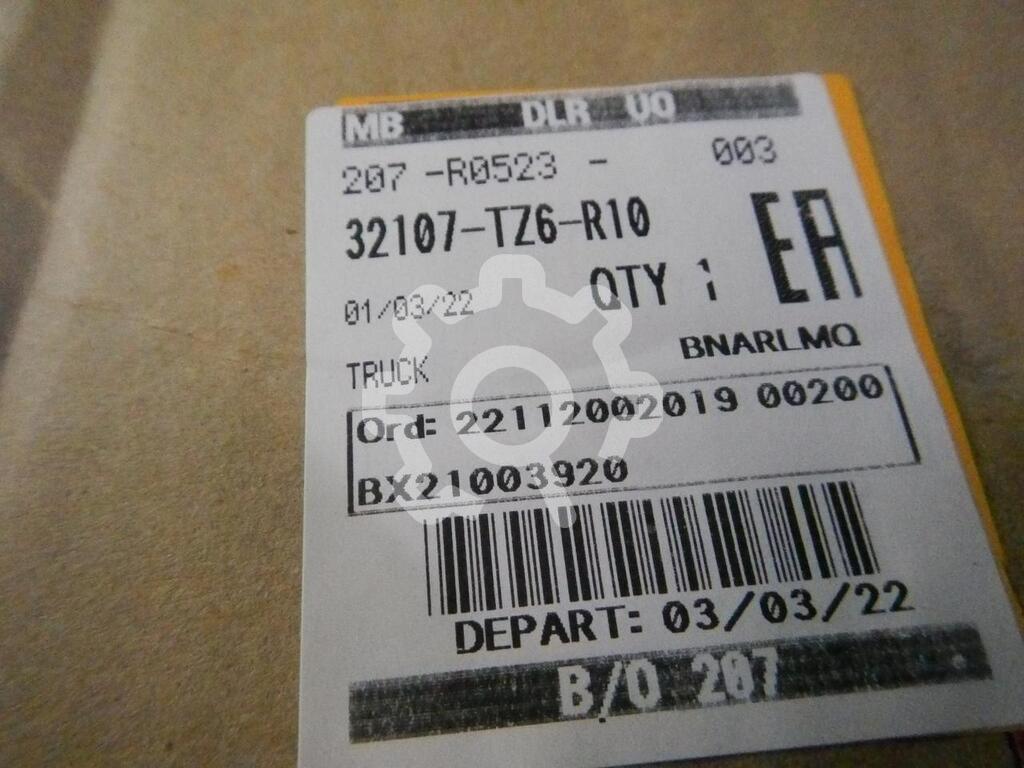 MB DLR UO
207 -R0523 - 003
32107-TZ6-R10
EA
01/03/22 QTY 1
TRUCK BNARLMQ
Ord: 22112002019 00200
BX21003920
DEPART: 03/03/22
B/O 207